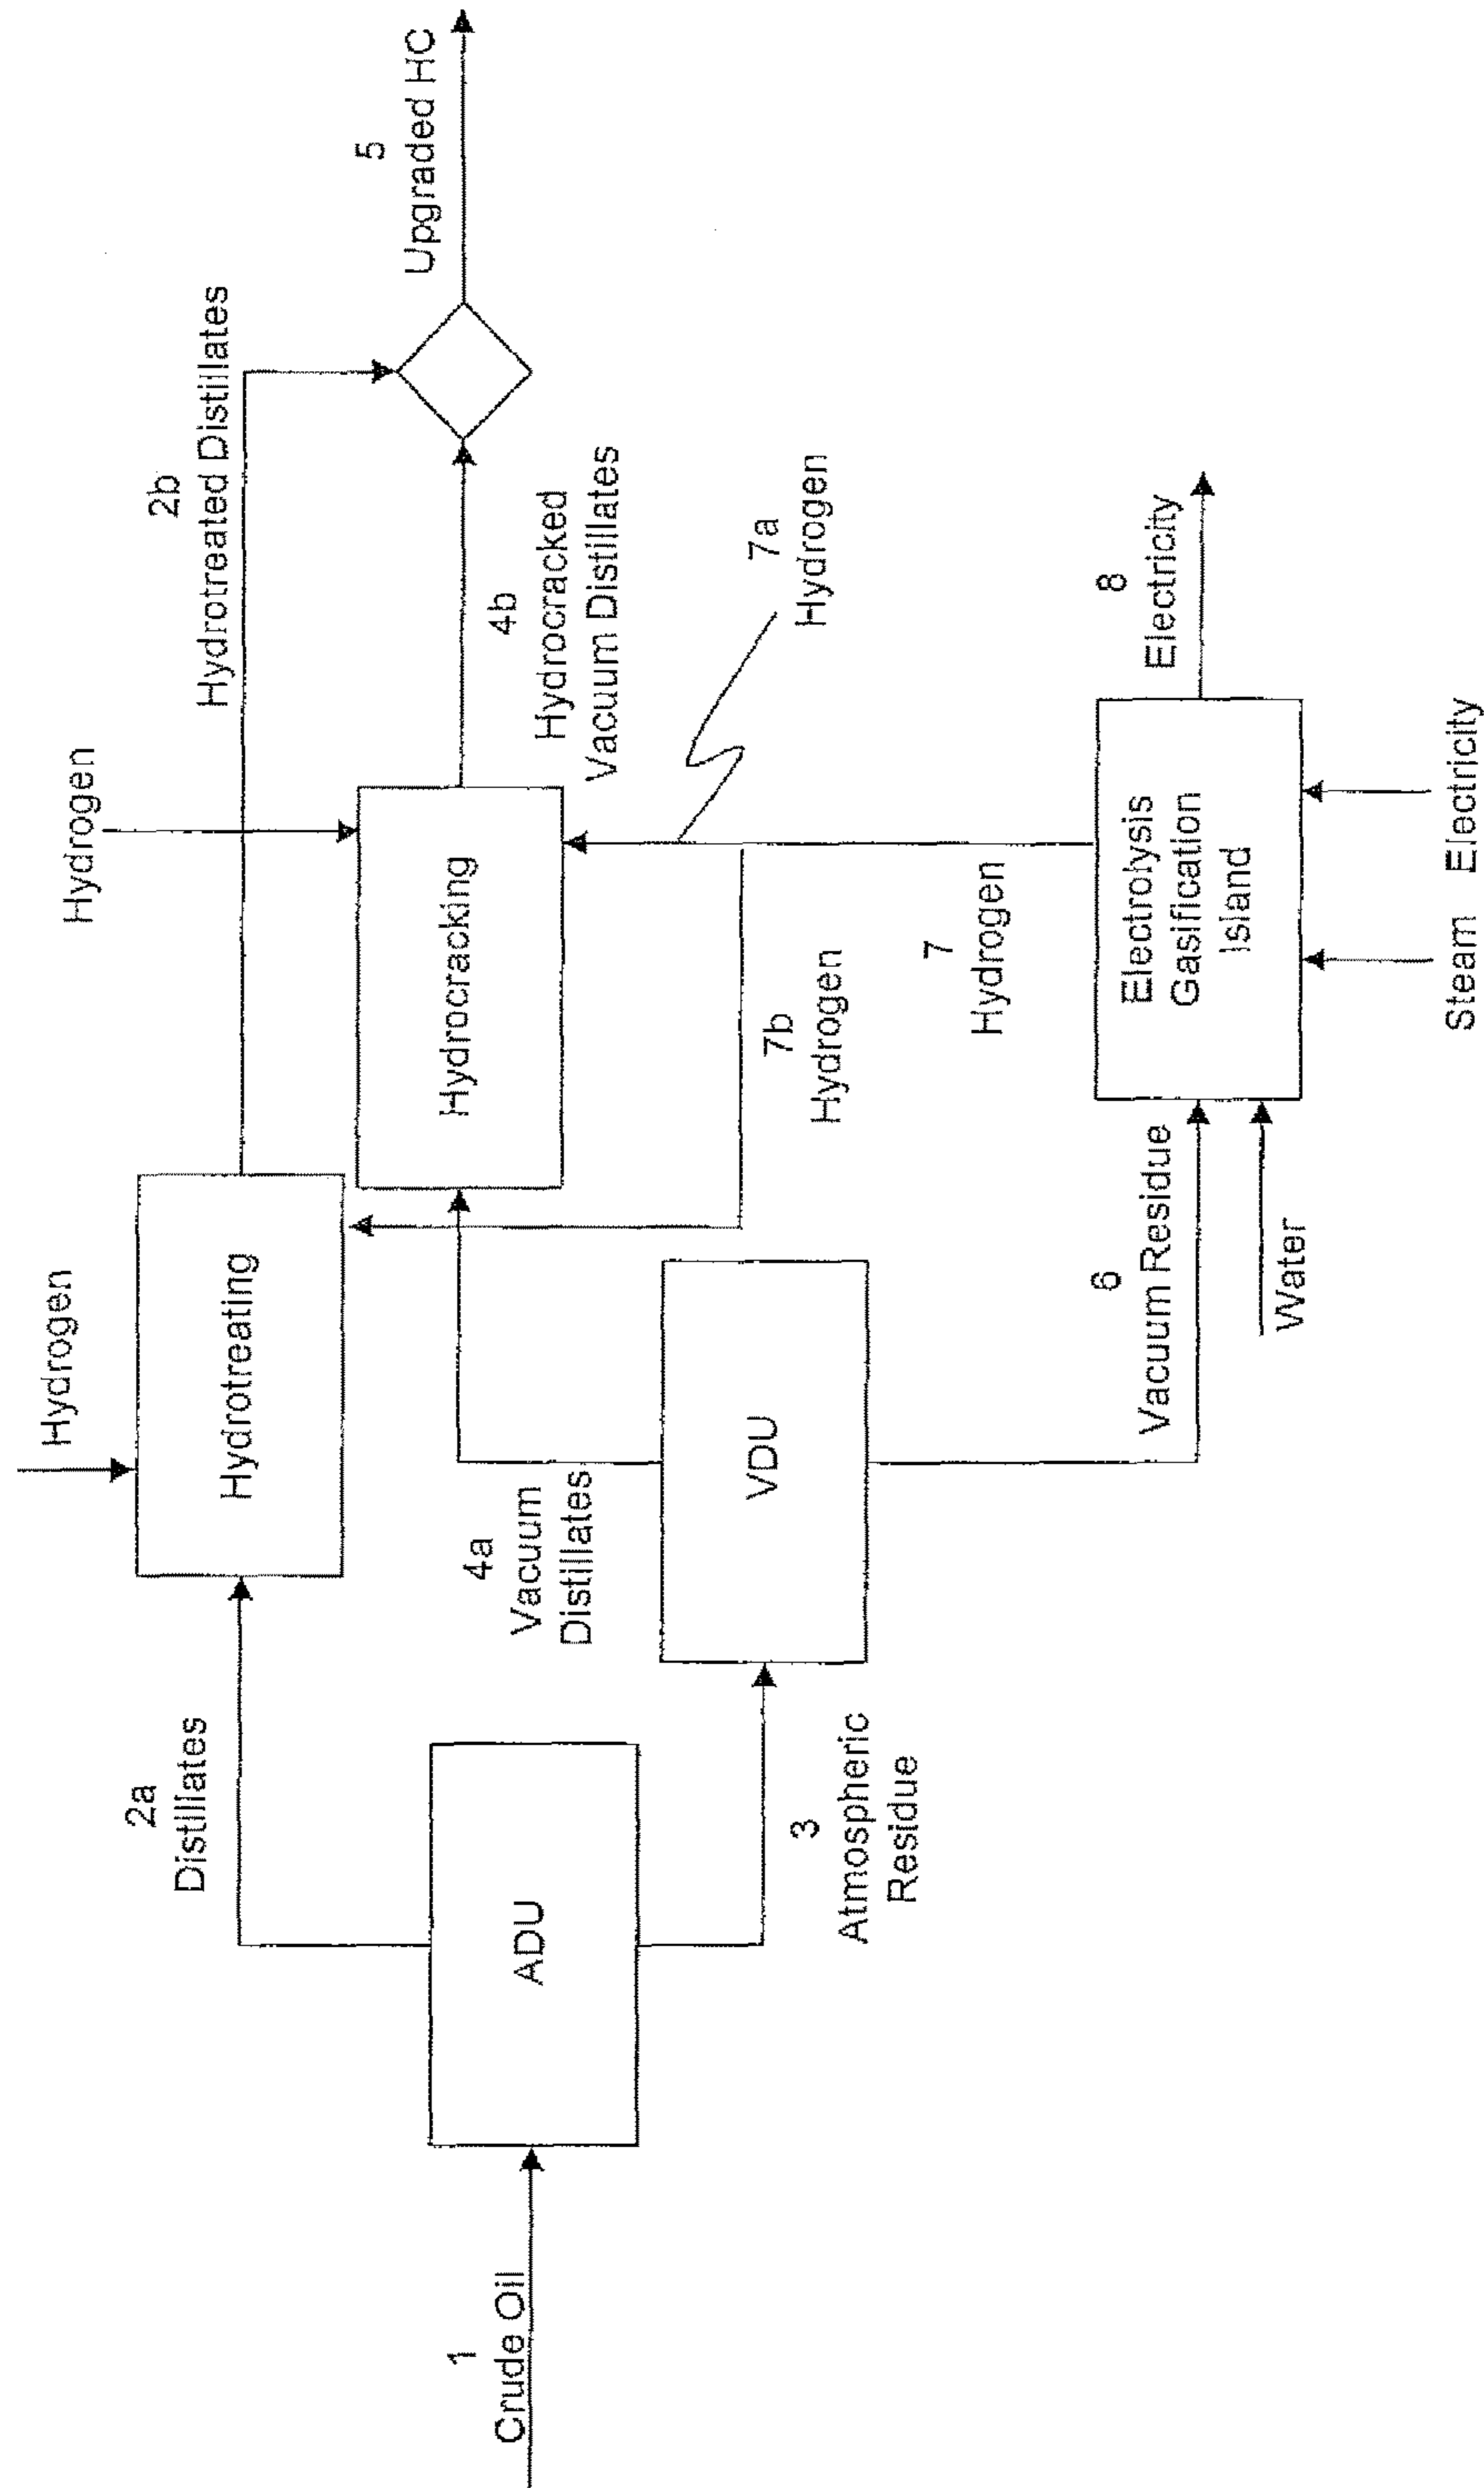 1
Crude Oil
ADU
2a
Distillates
3
Atmospheric
Residue
Hydrogen
Hydrotreating
4a
Vacuum
Distillates
VDU
6
Vacuum Residue
Water
Hydrogen
Hydrocracking
7b
Hydrogen
7
Hydrogen
Electrolysis
Gasification
Island
Steam
Electricity
2b
Hydrotreated Distillates
4b
Hydrocracked
Vacuum Distillates
7a
Hydrogen
8
Electricity
5
Upgraded HC